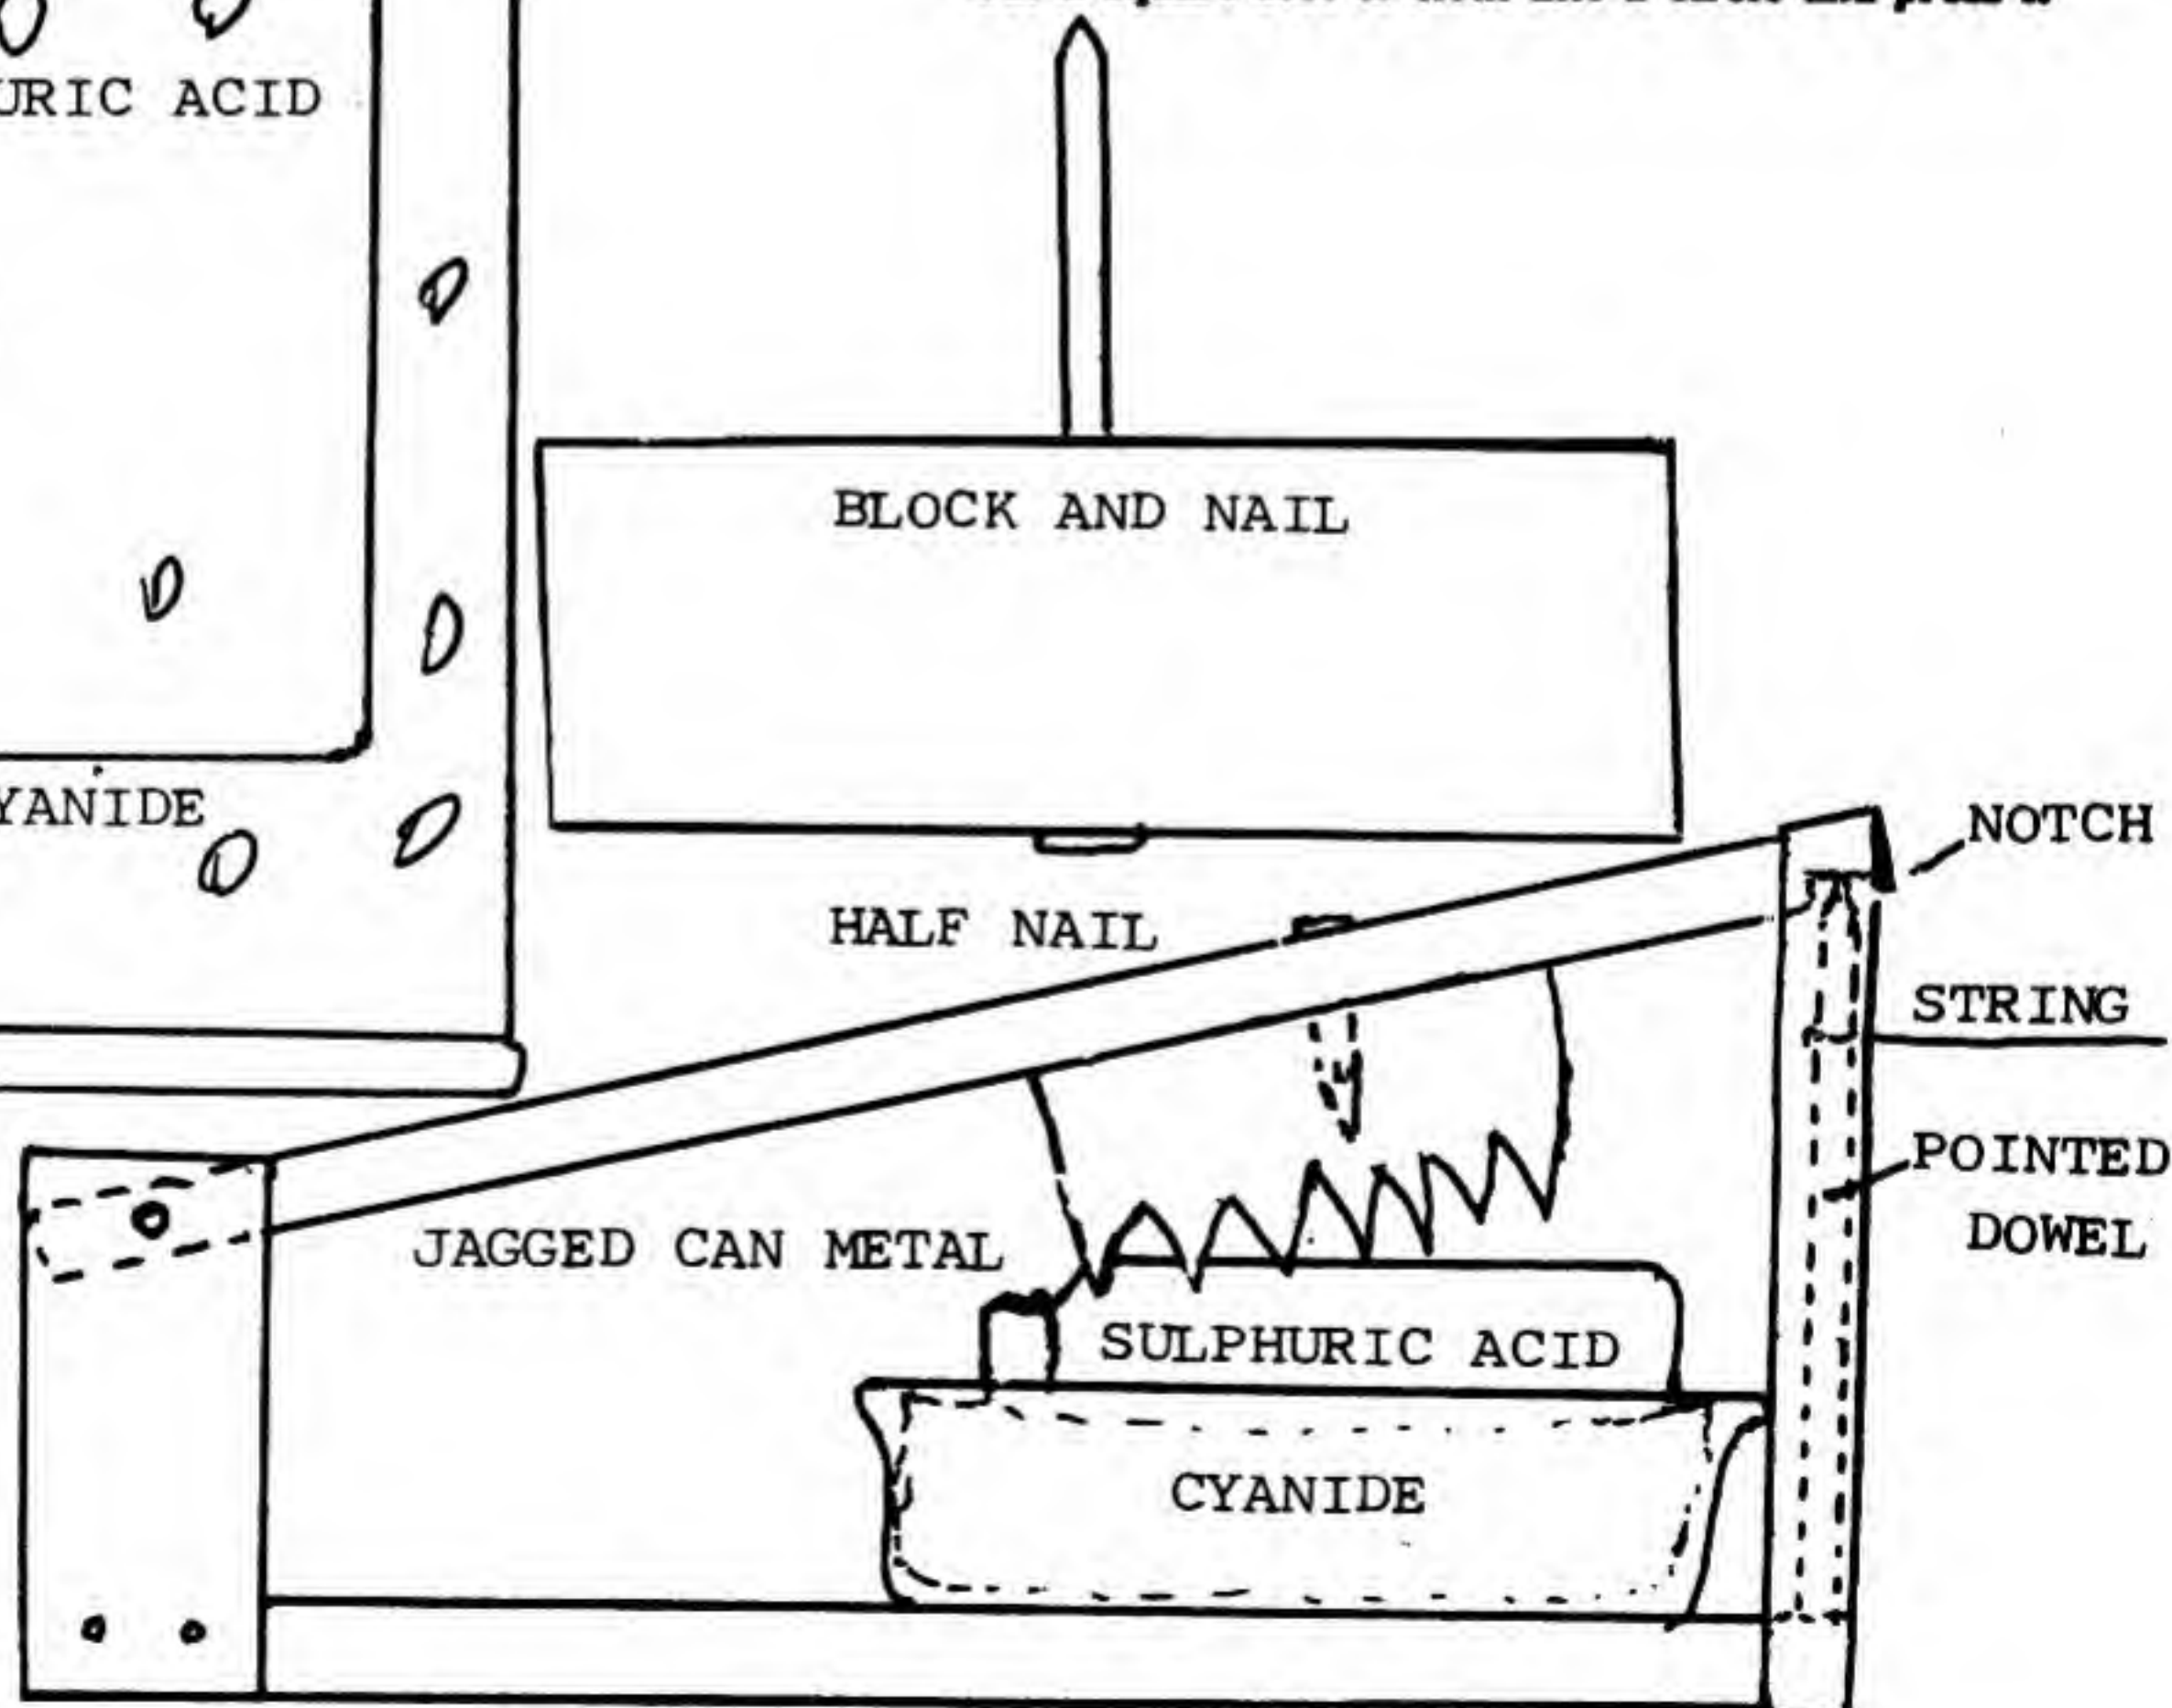 URIC ACID
BLOCK AND NAIL
YANIDE
NOTCH
HALF NAIL
STRING
POINTED
DOWEL
JAGGED CAN METAL
SULPHURIC ACID
CYANIDE